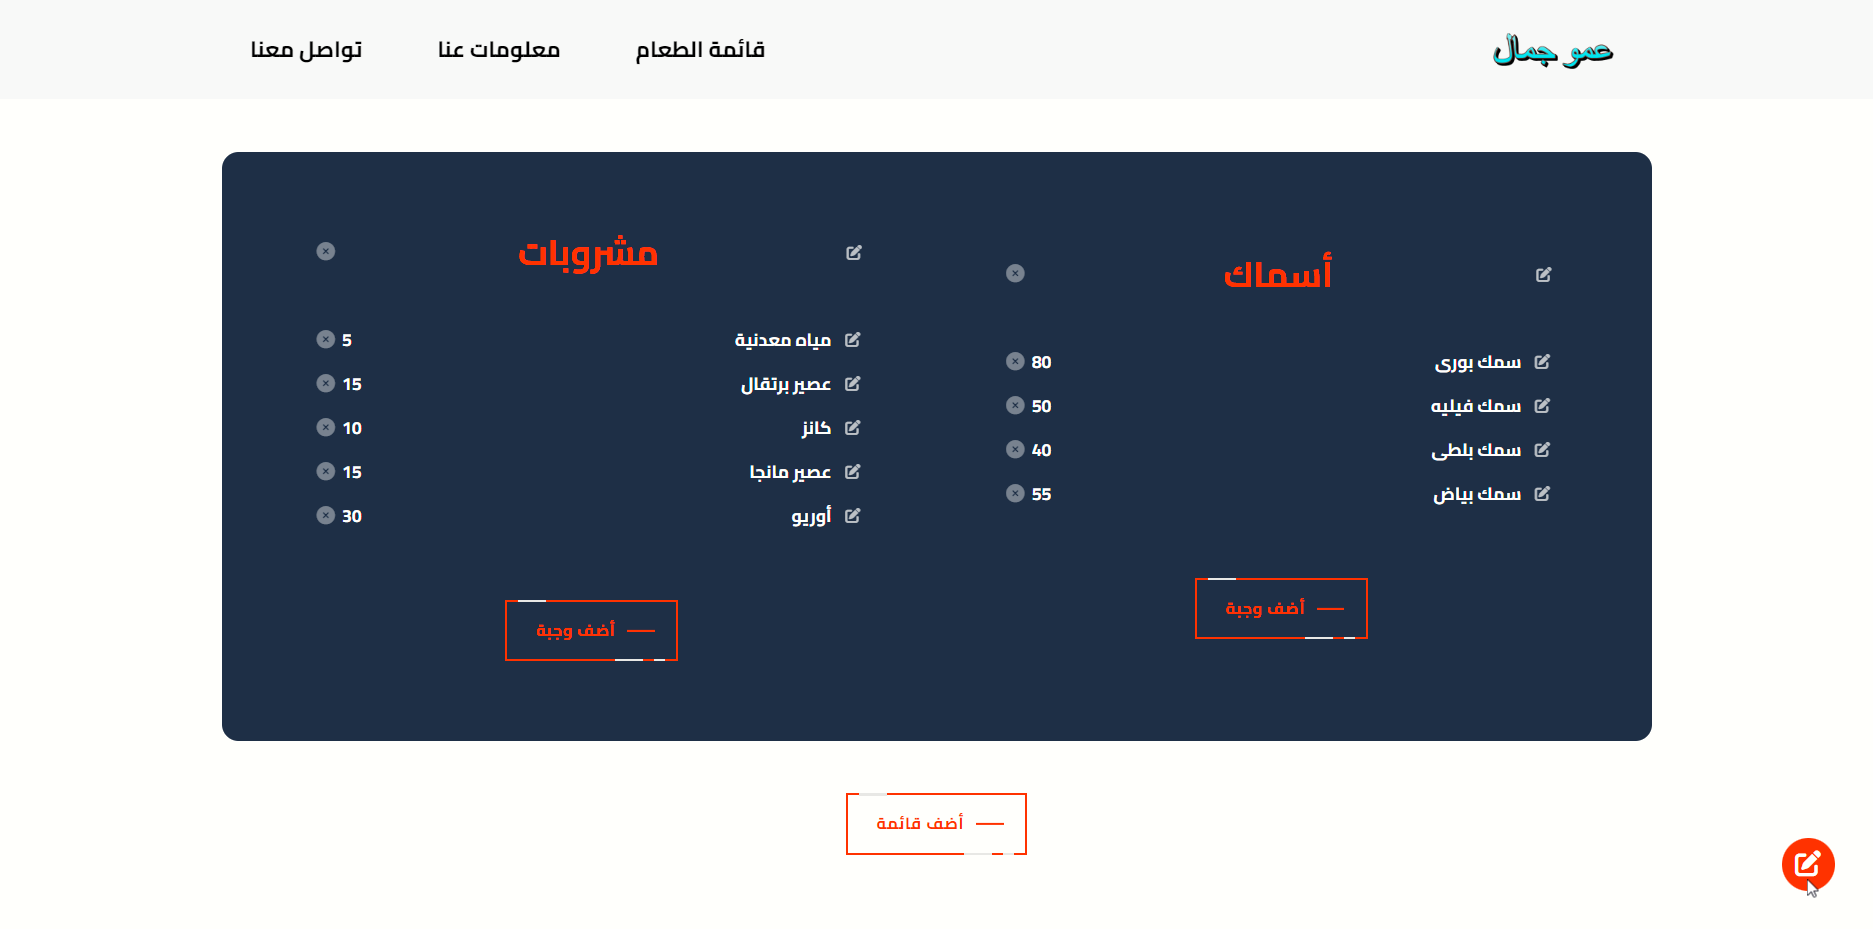 عمو جمال
قائمة الطعام
معلومات عنا
تواصل معنا
أسماك
سمك بورى 80
سمك فيليه 50
سمك بلطى 40
سمك بياض 55
أضف وجبة
مشروبات
مياه معدنية 5
عصير برتقال 15
كانز 10
عصير مانجا 15
أوريو 30
أضف وجبة
أضف قائمة